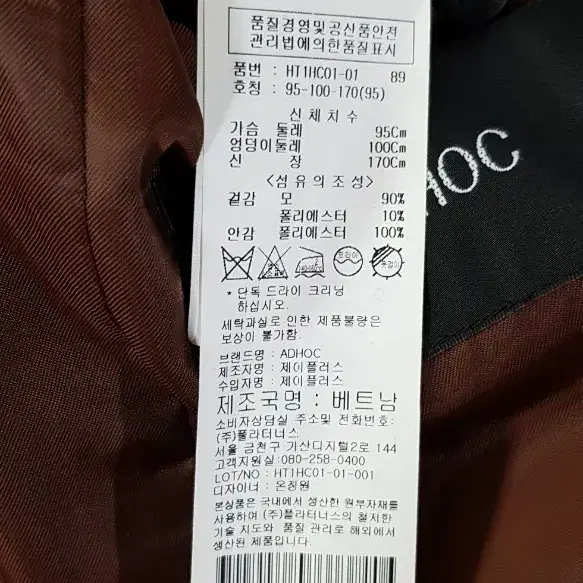 품질경영및공산품안전
관리법에의한품질표시
품번 : HT1HC01-01 89
호칭 : 95-100-170(95)
신체치수
가슴 둘레 95Cm
엉덩이둘레 100Cm
신 장 170Cm
<섬유의조성>
겉감 모 90%
폴리에스터 10%
안감 폴리에스터 100%
드라이
옷걸이
* 단독 드라이 크리닝
하십시오.
세탁과실로 인한 제품불량은
보상이 불가함.
브랜드명 : ADHOC
제조자명 : 제이플러스
수입자명 : 제이플러스
제조국명 : 베트남
소비자상담실 주소및 전화번호:
(주)플라터너스
서울 금천구 가산디지털2로 144
고객지원실: 080-258-0400
LOT/NO : HT1HC01-01-001
디자이너 : 온정원
본상품은 국내에서 생산한 원부자재를
사용하며 (주)플라터너스의 철저한
기술 지도와 품질 관리로 해외에서
생산된 제품입니다.
HOC